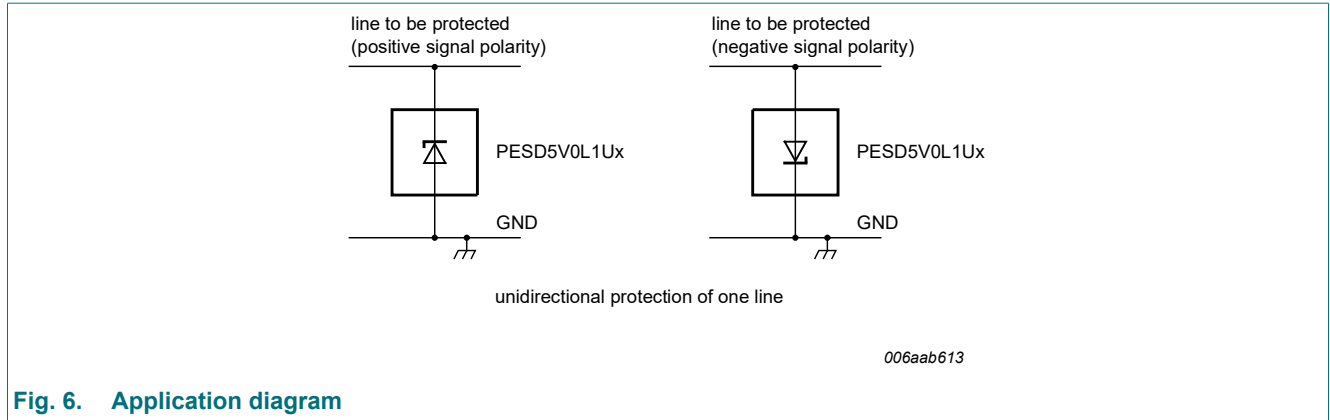 line to be protected
(positive signal polarity)
PESD5V0L1Ux
GND
line to be protected
(negative signal polarity)
PESD5V0L1Ux
GND
unidirectional protection of one line
006aab613
Fig. 6. Application diagram